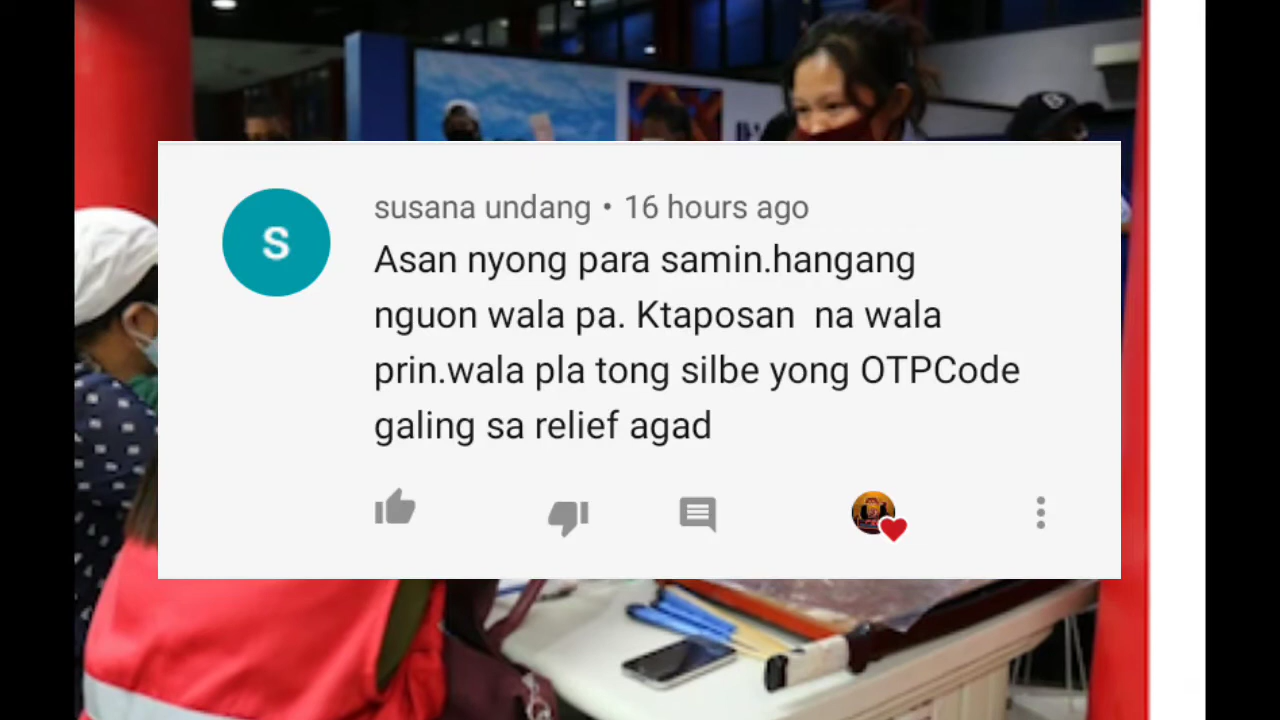 S
susana undang • 16 hours ago
Asan nyong para samin.hangang
nguon wala pa. Ktaposan  na wala
prin.wala pla tong silbe yong OTPCode
galing sa relief agad